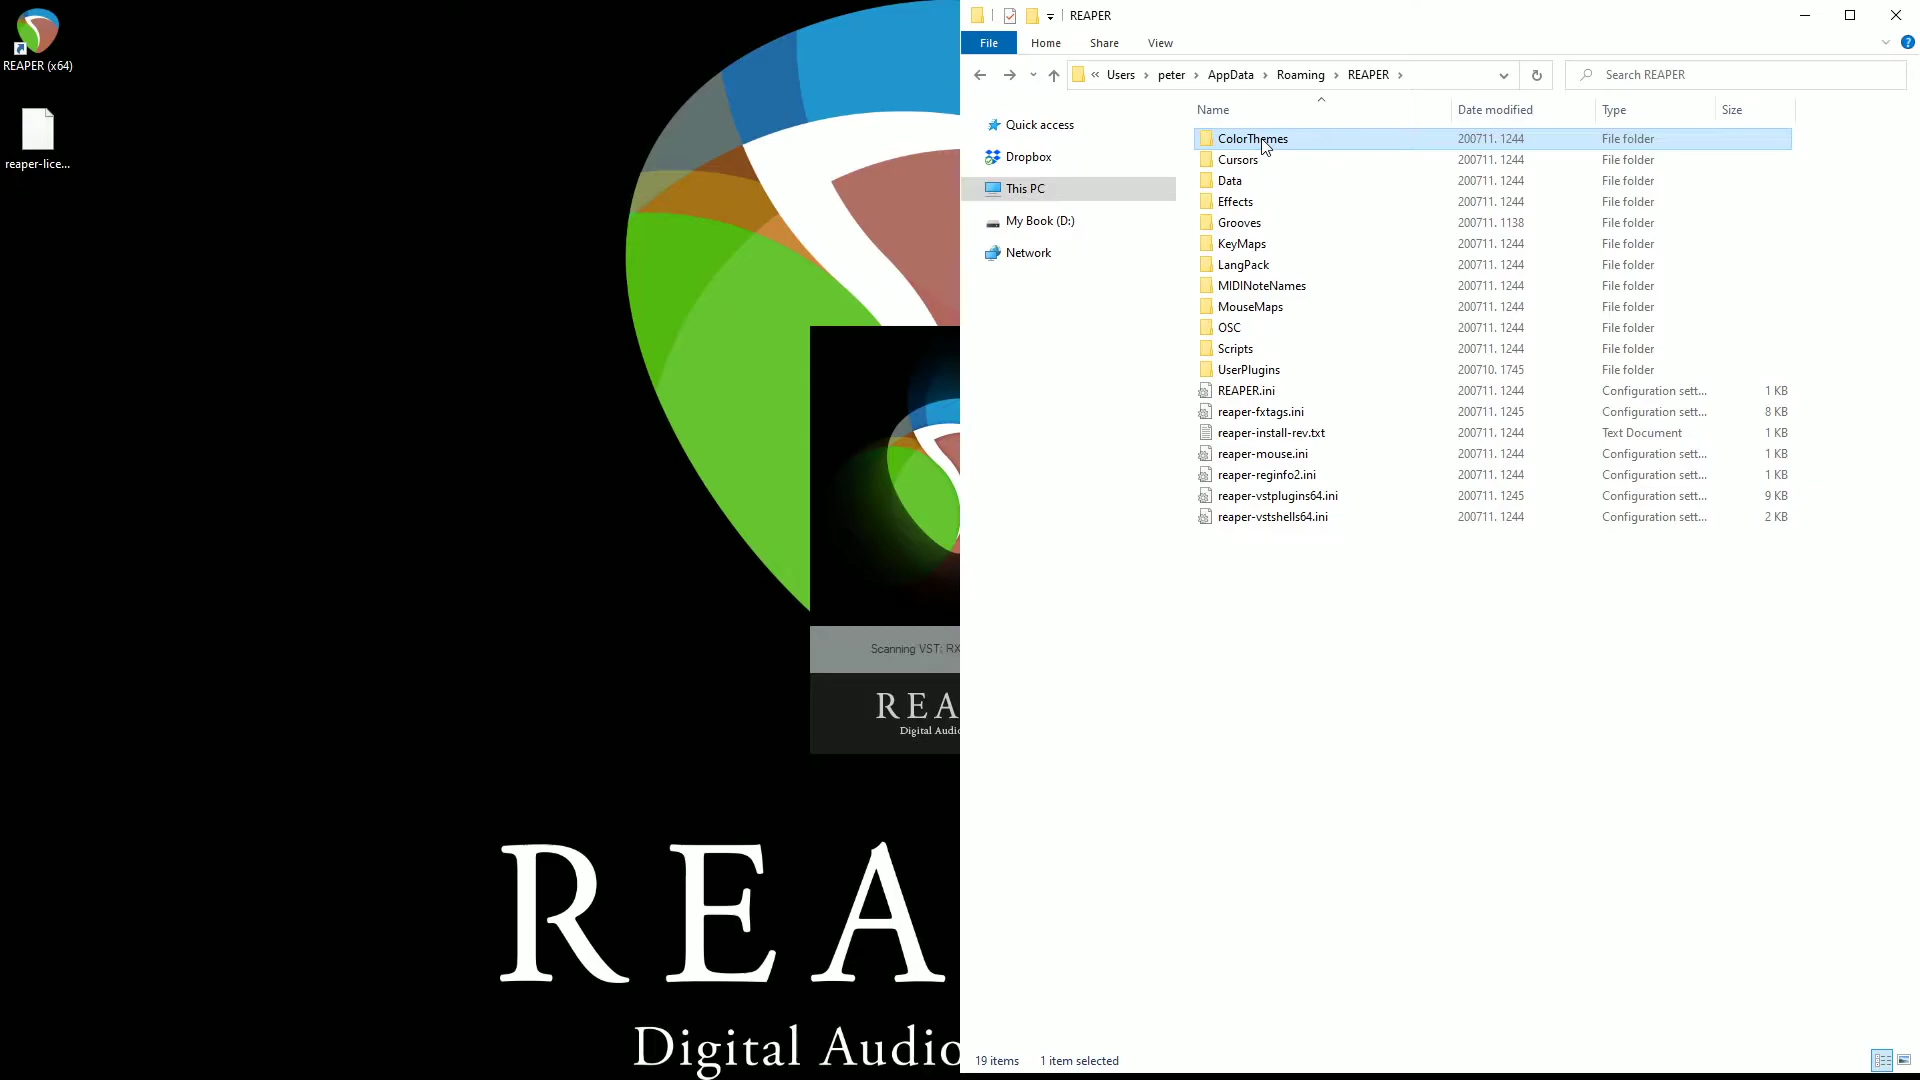 REAPER (x64)
reaper-lice...
Scanning VST: RX
REA
Digital Audio
REA
Digital Audio
REAPER
File
Home
Share
View
« Users > peter > AppData > Roaming > REAPER >
Search REAPER
Quick access
Dropbox
This PC
My Book (D:)
Network
Name
Date modified
Type
Size
ColorThemes 200711. 1244 File folder
Cursors 200711. 1244 File folder
Data 200711. 1244 File folder
Effects 200711. 1244 File folder
Grooves 200711. 1138 File folder
KeyMaps 200711. 1244 File folder
LangPack 200711. 1244 File folder
MIDINoteNames 200711. 1244 File folder
MouseMaps 200711. 1244 File folder
OSC 200711. 1244 File folder
Scripts 200711. 1244 File folder
UserPlugins 200710. 1745 File folder
REAPER.ini 200711. 1244 Configuration sett... 1 KB
reaper-fxtags.ini 200711. 1245 Configuration sett... 8 KB
reaper-install-rev.txt 200711. 1244 Text Document 1 KB
reaper-mouse.ini 200711. 1244 Configuration sett... 1 KB
reaper-reginfo2.ini 200711. 1244 Configuration sett... 1 KB
reaper-vstplugins64.ini 200711. 1245 Configuration sett... 9 KB
reaper-vstshells64.ini 200711. 1244 Configuration sett... 2 KB
19 items
1 item selected